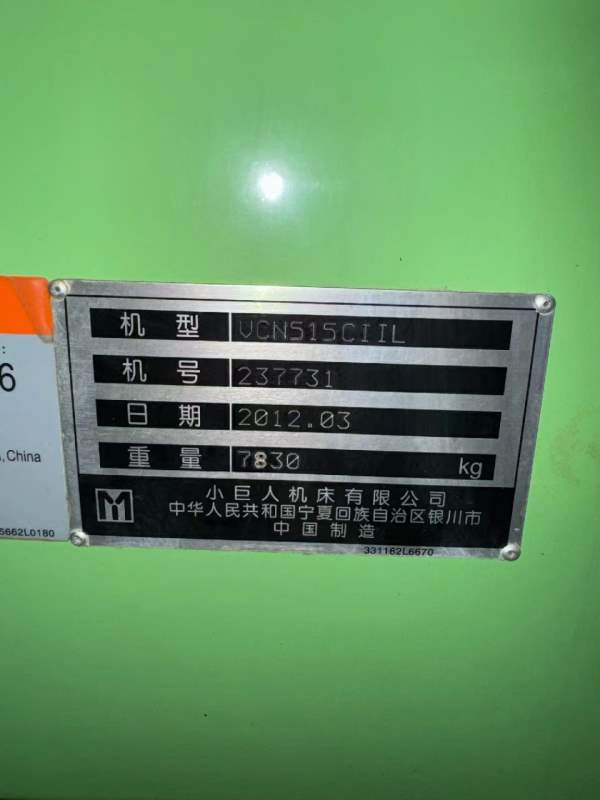 机型 VCN515CIIL
机号 237731
日期 2012.03
重量 7830 kg
小巨人机床有限公司
中华人民共和国宁夏回族自治区银川市
中国制造
331162L6670
:
6
, China
5662L0180